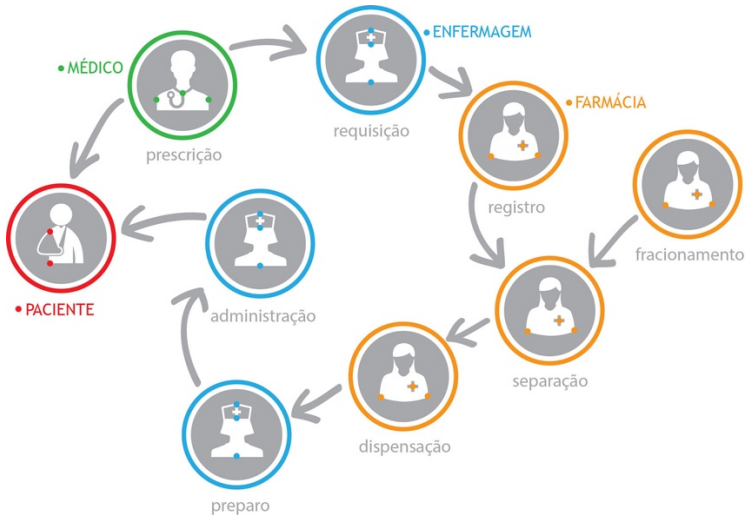 • ENFERMAGEM
• MÉDICO
• FARMÁCIA
requisição
prescrição
registro
fracionamento
• PACIENTE
administração
separação
dispensação
preparo